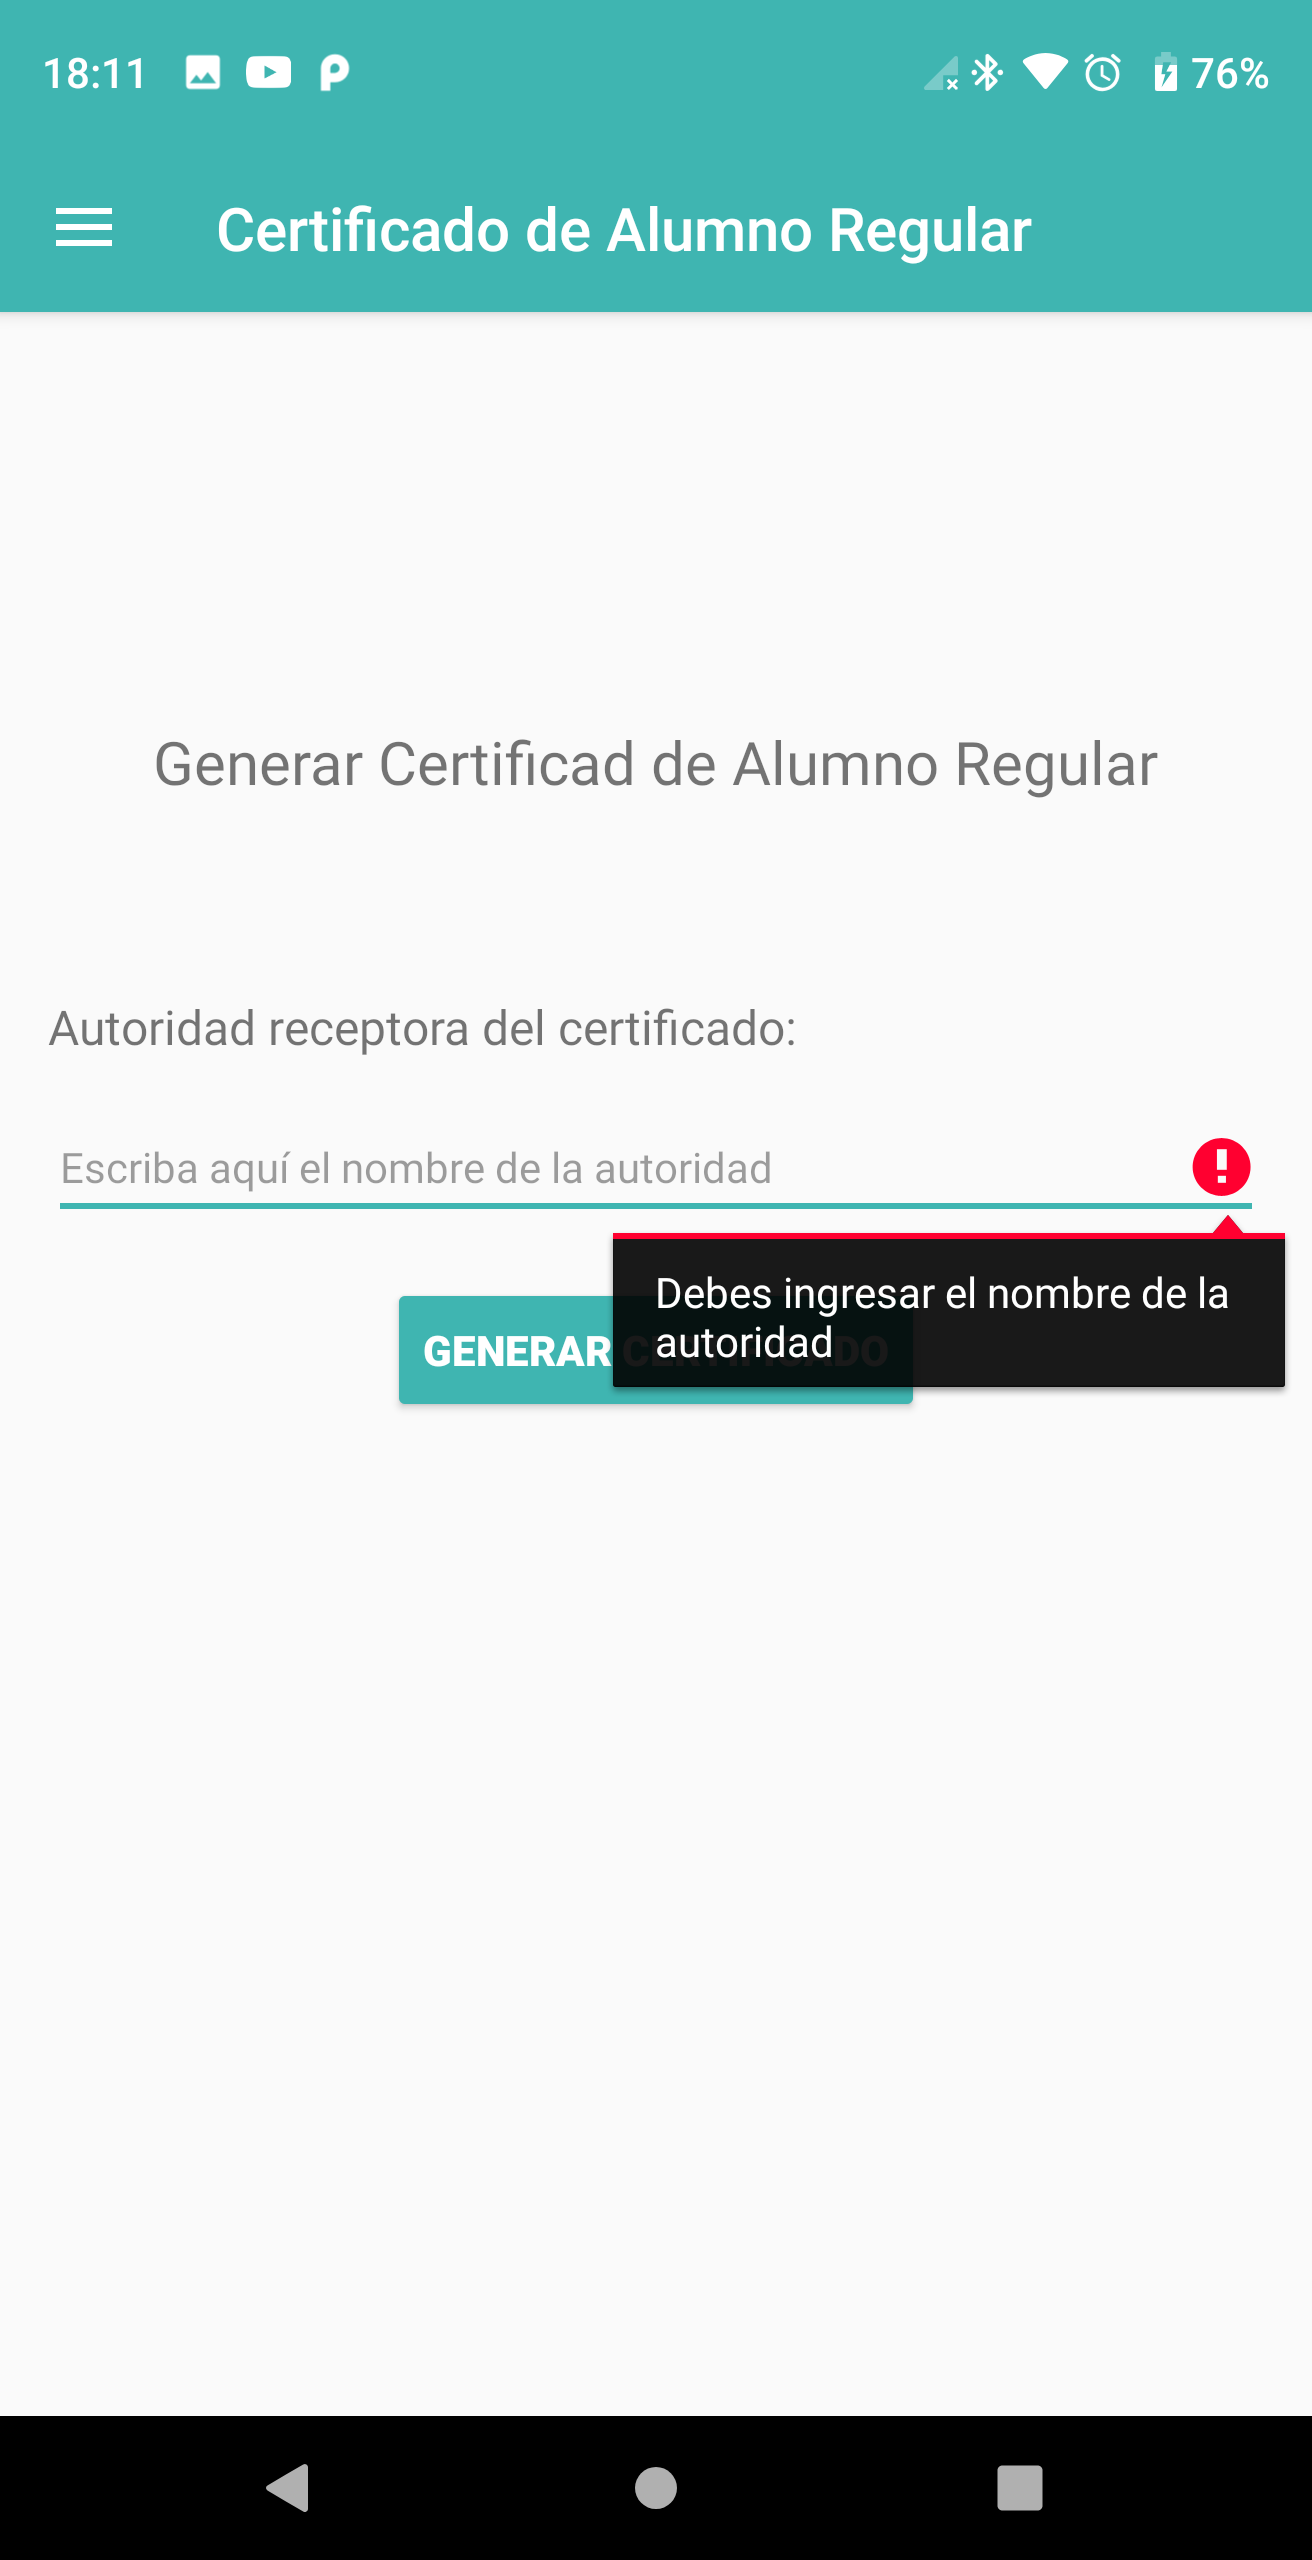 18:11
76%
Certificado de Alumno Regular
Generar Certificad de Alumno Regular
Autoridad receptora del certificado:
Escriba aquí el nombre de la autoridad
Debes ingresar el nombre de la
autoridad
GENERAR CERTIFICADO